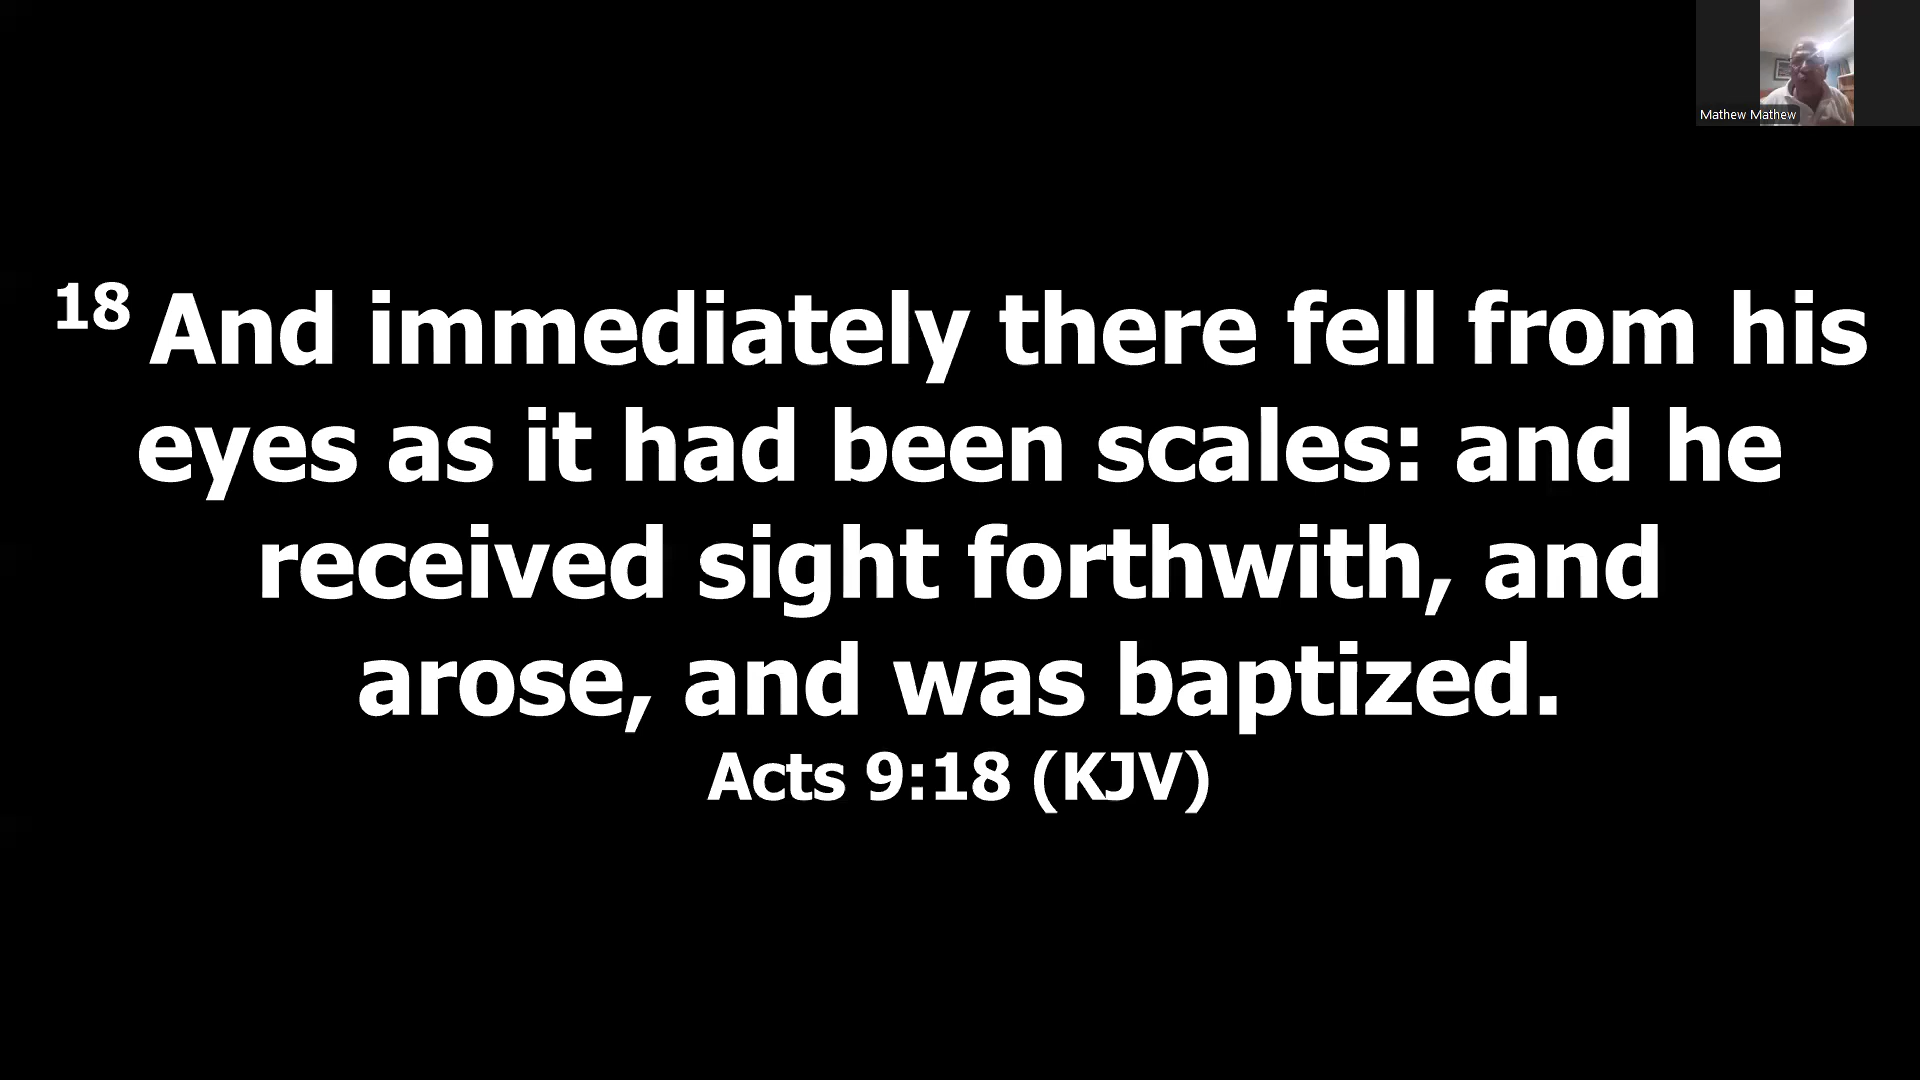 Mathew Mathew
18 And immediately there fell from his
eyes as it had been scales: and he
received sight forthwith, and
arose, and was baptized.
Acts 9:18 (KJV)